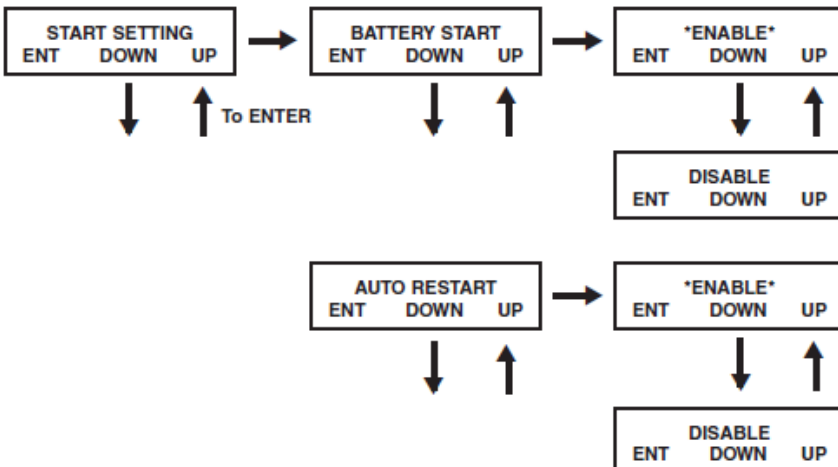 START SETTING
ENT DOWN UP
BATTERY START
ENT DOWN UP
*ENABLE*
ENT DOWN UP
To ENTER
DISABLE
ENT DOWN UP
AUTO RESTART
ENT DOWN UP
*ENABLE*
ENT DOWN UP
DISABLE
ENT DOWN UP